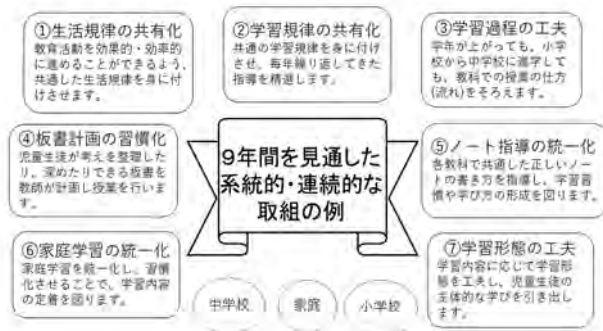 ①生活規律の共有化
教育活動を効果的・効率的
に進めることができるよう、
共通した生活規律を身に付
けさせます。
②学習規律の共有化
共通の学習規律を身に付け
させ、毎年繰り返してきた
指導を精選します。
③学習過程の工夫
学年が上がっても、小学
校から中学校に進学して
も、教科での授業の仕方
(流れ)をそろえます。
④板書計画の習慣化
児童生徒が考えを整理した
り、深めたりできる板書を
教師が計画し授業を行いま
す。
9年間を見通した
系統的・連続的な
取組の例
⑤ノート指導の統一化
各教科で共通した正しいノー
トの書き方を指導し、学習習
慣や学び方の形成を図ります。
⑥家庭学習の統一化
家庭学習を統一化し、習慣
化させることで、学習内容
の定着を図ります。
⑦学習形態の工夫
学習内容に応じて学習形
態を工夫し、児童生徒の
主体的な学びを引き出し
ます。
中学校
家庭
小学校